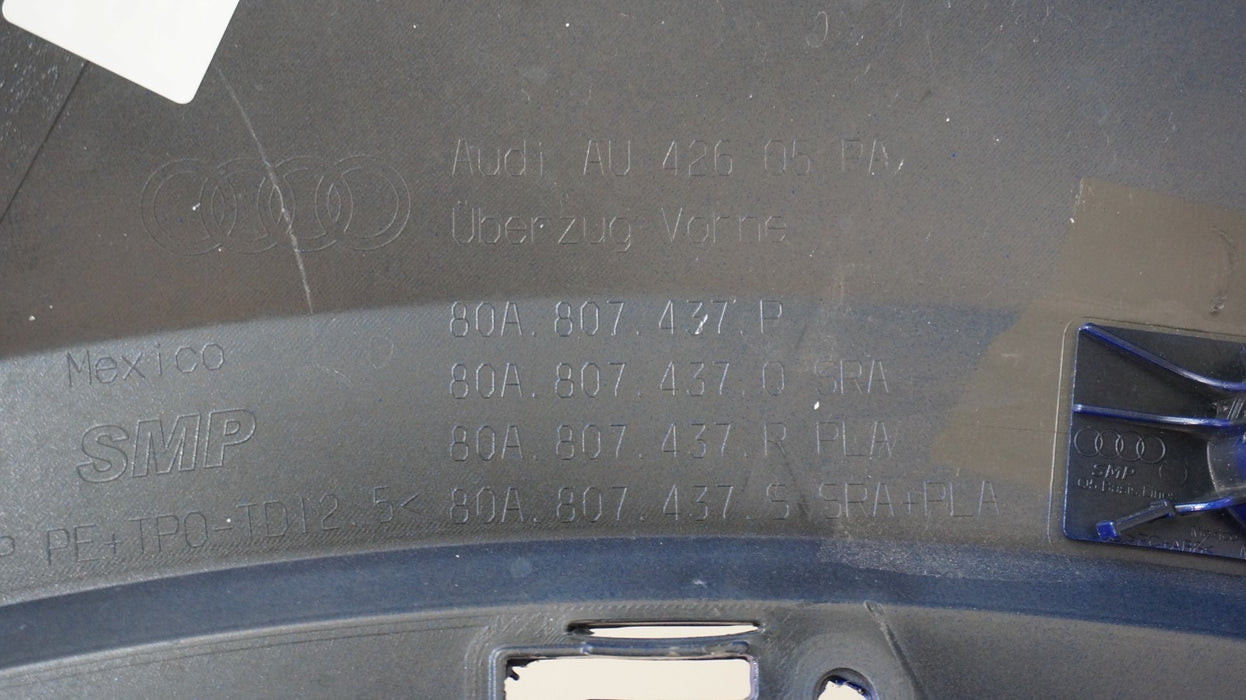 Audi AU 426 05 PA
Überzug Vorne
80A.807.437.P
Mexico
80A.807.437.Q SRA
80A.807.437.R PLA
SMP
80A.807.437.S SRA+PLA
PE+TPO-TD12.5<
SMP